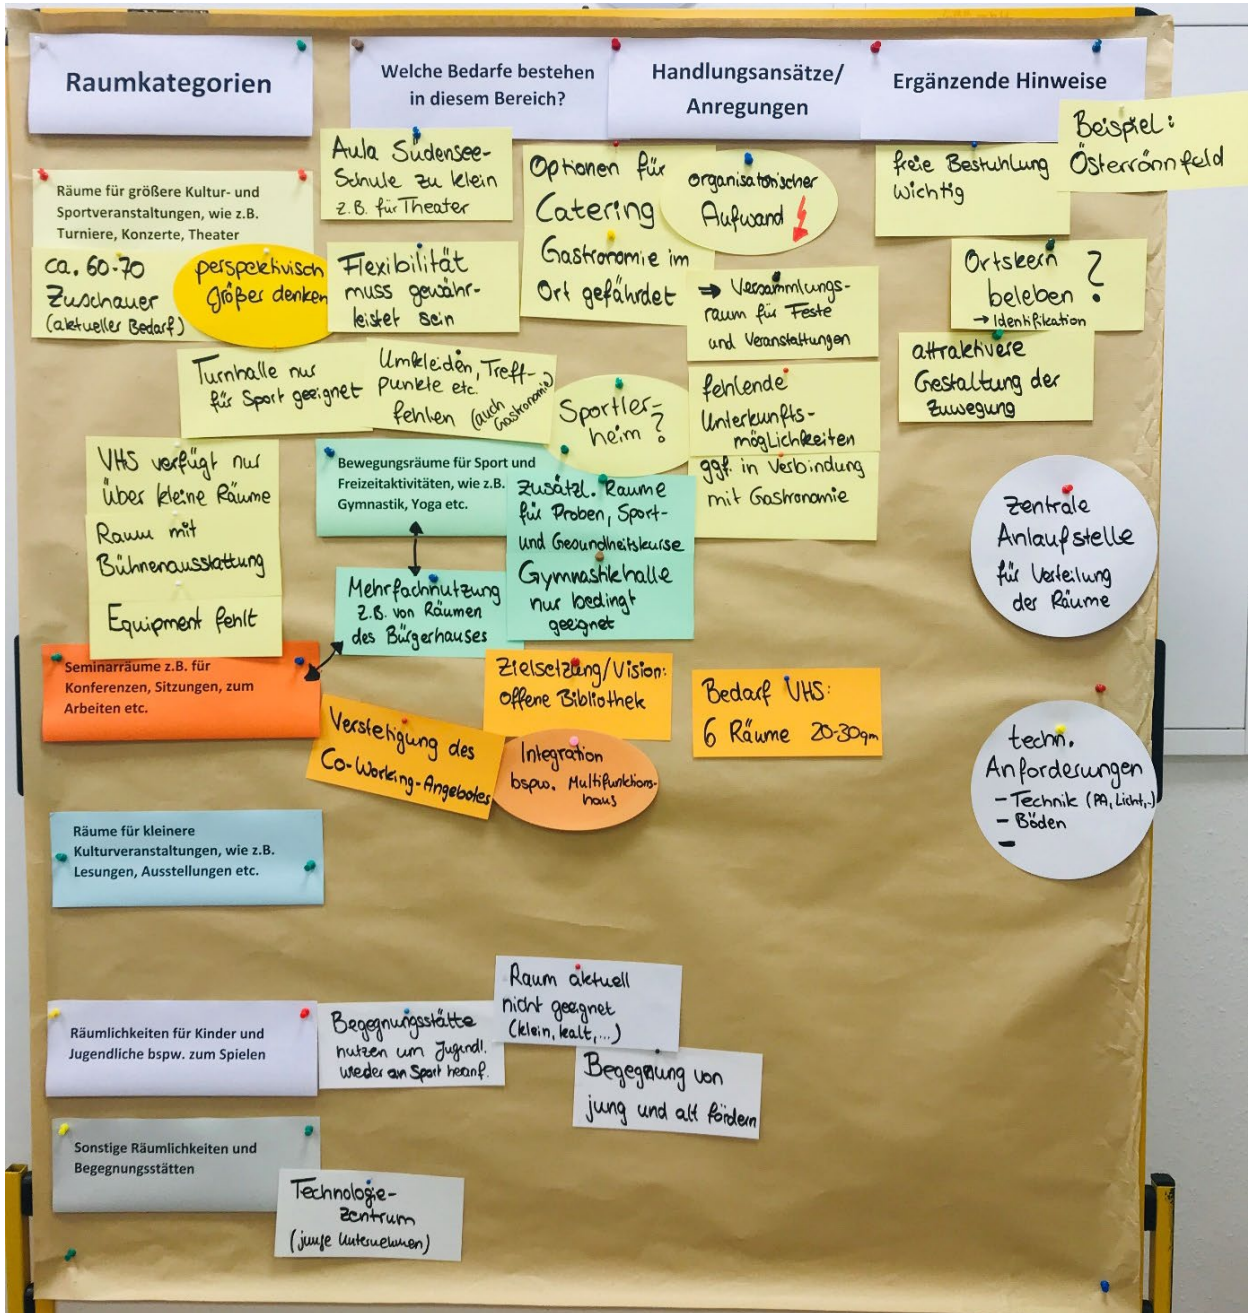 Raumkategorien
Welche Bedarfe bestehen
in diesem Bereich?
Handlungsansätze/
Anregungen
Ergänzende Hinweise
Beispiel:
Österrönnfeld
Räume für größere Kultur- und
Sportveranstaltungen, wie z.B.
Turniere, Konzerte, Theater
ca. 60-70
Zuschauer
(aktueller Bedarf)
perspektivisch
größer denken
Aula Südensee-
Schule zu klein
z.B. für Theater
Flexibilität
muss gewähr-
leistet sein
Optionen für
Catering
Gastronomie im
Ort gefährdet
organisatorischer
Aufwand
→ Versammlungs-
raum für Feste
und Veranstaltungen
freie Bestuhlung
wichtig
Ortskern
beleben ?
→ Identifikation
attraktivere
Gestaltung der
Zuwegung
Turnhalle nur
für Sport geeignet
Umkleiden, Treff-
punkte etc.
fehlen (auch
Gastronomie)
Sportler-
heim?
fehlende
Unterkunfts-
möglichkeiten
ggf. in Verbindung
mit Gastronomie
VHS verfügt nur
über kleine Räume
Raum mit
Bühnenausstattung
Equipment fehlt
Bewegungsräume für Sport und
Freizeitaktivitäten, wie z.B.
Gymnastik, Yoga etc.
Zusätzl. Räume
für Proben, Sport-
und Gesundheitskurse
Gymnastikhalle
nur bedingt
geeignet
Mehrfachnutzung
z.B. von Räumen
des Bürgerhauses
zentrale
Anlaufstelle
für Verteilung
der Räume
Seminarräume z.B. für
Konferenzen, Sitzungen, zum
Arbeiten etc.
Verstetigung des
Co-Working-Angebotes
Zielsetzung/Vision:
offene Bibliothek
Integration
bspw. Multifunktions-
haus
Bedarf VHS:
6 Räume 20-30qm
techn.
Anforderungen
- Technik (PA, Licht,..)
- Böden
-
Räume für kleinere
Kulturveranstaltungen, wie z.B.
Lesungen, Ausstellungen etc.
Räumlichkeiten für Kinder und
Jugendliche bspw. zum Spielen
Begegnungsstätte
nutzen um Jugendl.
wieder an Sport heranf.
Raum aktuell
nicht geeignet
(klein, kalt,...)
Begegnung von
jung und alt fördern
Sonstige Räumlichkeiten und
Begegnungsstätten
Technologie-
zentrum
(junge Unternehmen)